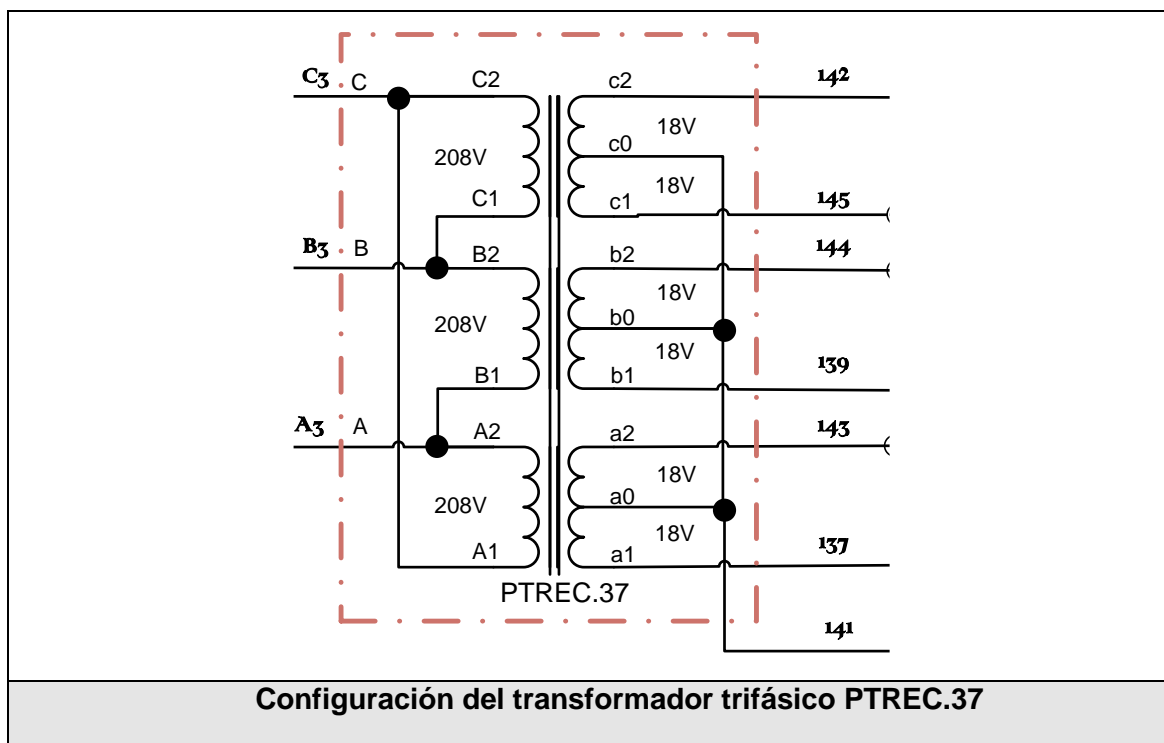 C3 C C2 c2 142
18V
208V c0
18V
C1 c1 145
B3 B B2 b2 144
18V
208V b0
18V
B1 b1 139
A3 A A2 a2 143
18V
208V a0
18V
A1 a1 137
PTREC.37
141
Configuración del transformador trifásico PTREC.37